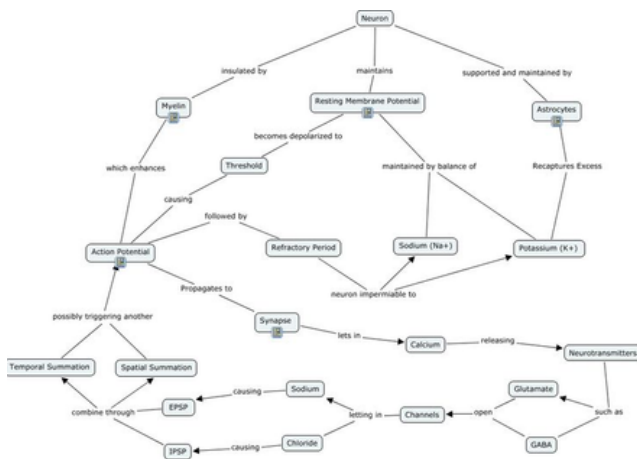 Neuron
insulated by
maintains
supported and maintained by
Myelin
Resting Membrane Potential
Astrocytes
becomes depolarized to
which enhances
Threshold
maintained by balance of
Recaptures Excess
causing
followed by
Action Potential
Refractory Period
Sodium (Na+)
Potassium (K+)
Propagates to
neuron impermiable to
possibly triggering another
Synapse
lets in
Calcium
releasing
Neurotransmitters
Temporal Summation
Spatial Summation
causing
Sodium
Glutamate
combine through
EPSP
letting in
Channels
open
such as
IPSP
causing
Chloride
GABA